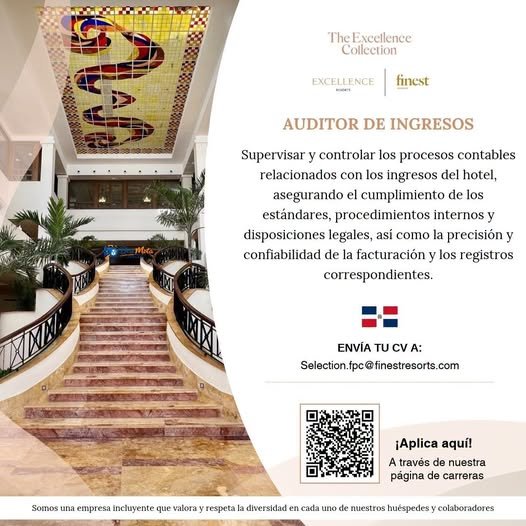 The Excellence
Collection
EXCELLENCE
RESORTS
finest
RESORTS
AUDITOR DE INGRESOS
Supervisar y controlar los procesos contables
relacionados con los ingresos del hotel,
asegurando el cumplimiento de los
estándares, procedimientos internos y
disposiciones legales, así como la precisión y
confiabilidad de la facturación y los registros
correspondientes.
ENVÍA TU CV A:
Selection.fpc@finestresorts.com
¡Aplica aquí!
A través de nuestra
página de carreras
Somos una empresa incluyente que valora y respeta la diversidad en cada uno de nuestros huéspedes y colaboradores